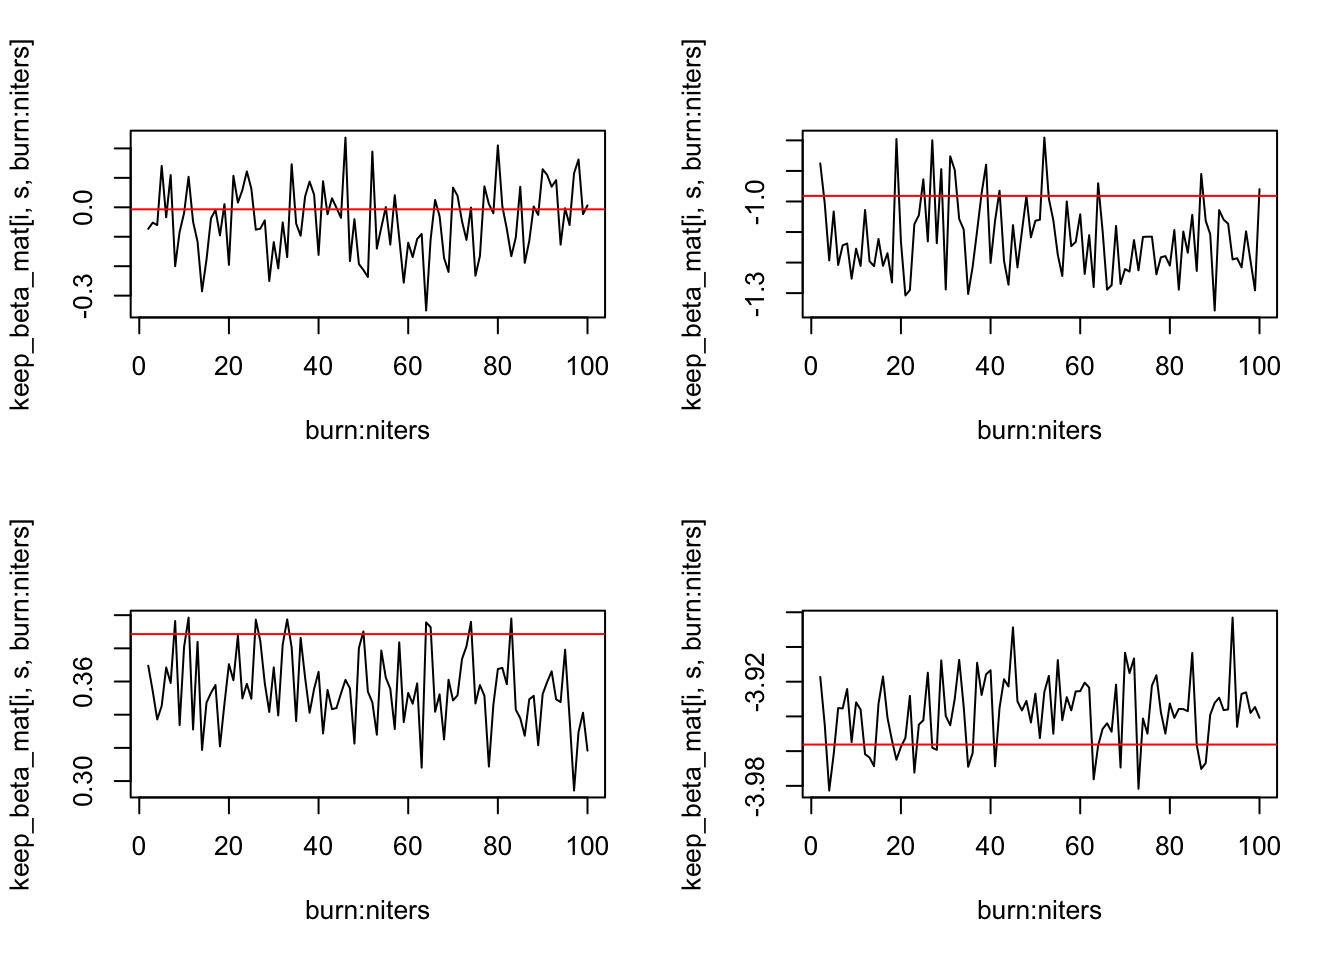 keep_beta_mat[i, s, burn:niters]
0.0
-0.3
0 20 40 60 80 100
burn:niters
keep_beta_mat[i, s, burn:niters]
-1.0
-1.3
0 20 40 60 80 100
burn:niters
keep_beta_mat[i, s, burn:niters]
0.36
0.30
0 20 40 60 80 100
burn:niters
keep_beta_mat[i, s, burn:niters]
-3.92
-3.98
0 20 40 60 80 100
burn:niters